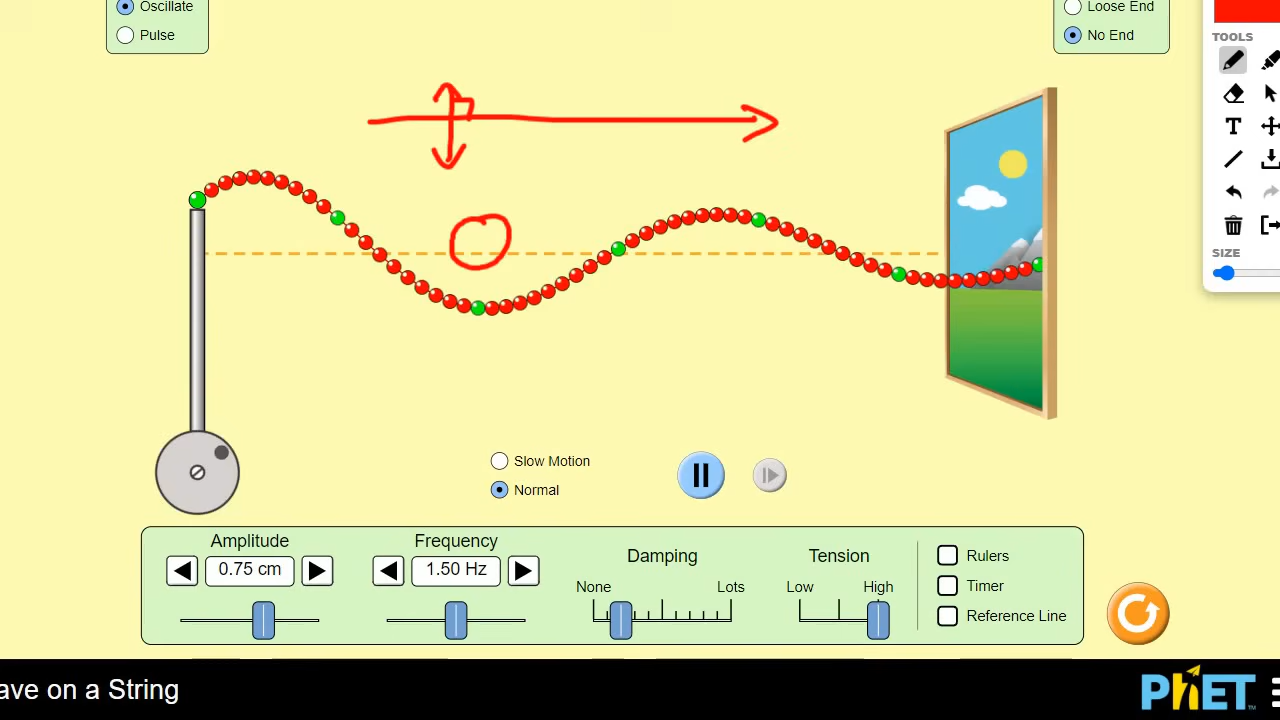 Oscillate
Pulse
Loose End
No End
TOOLS
T
SIZE
Slow Motion
Normal
Amplitude
0.75 cm
Frequency
1.50 Hz
Damping
None
Lots
Tension
Low
High
Rulers
Timer
Reference Line
ave on a String
PhET